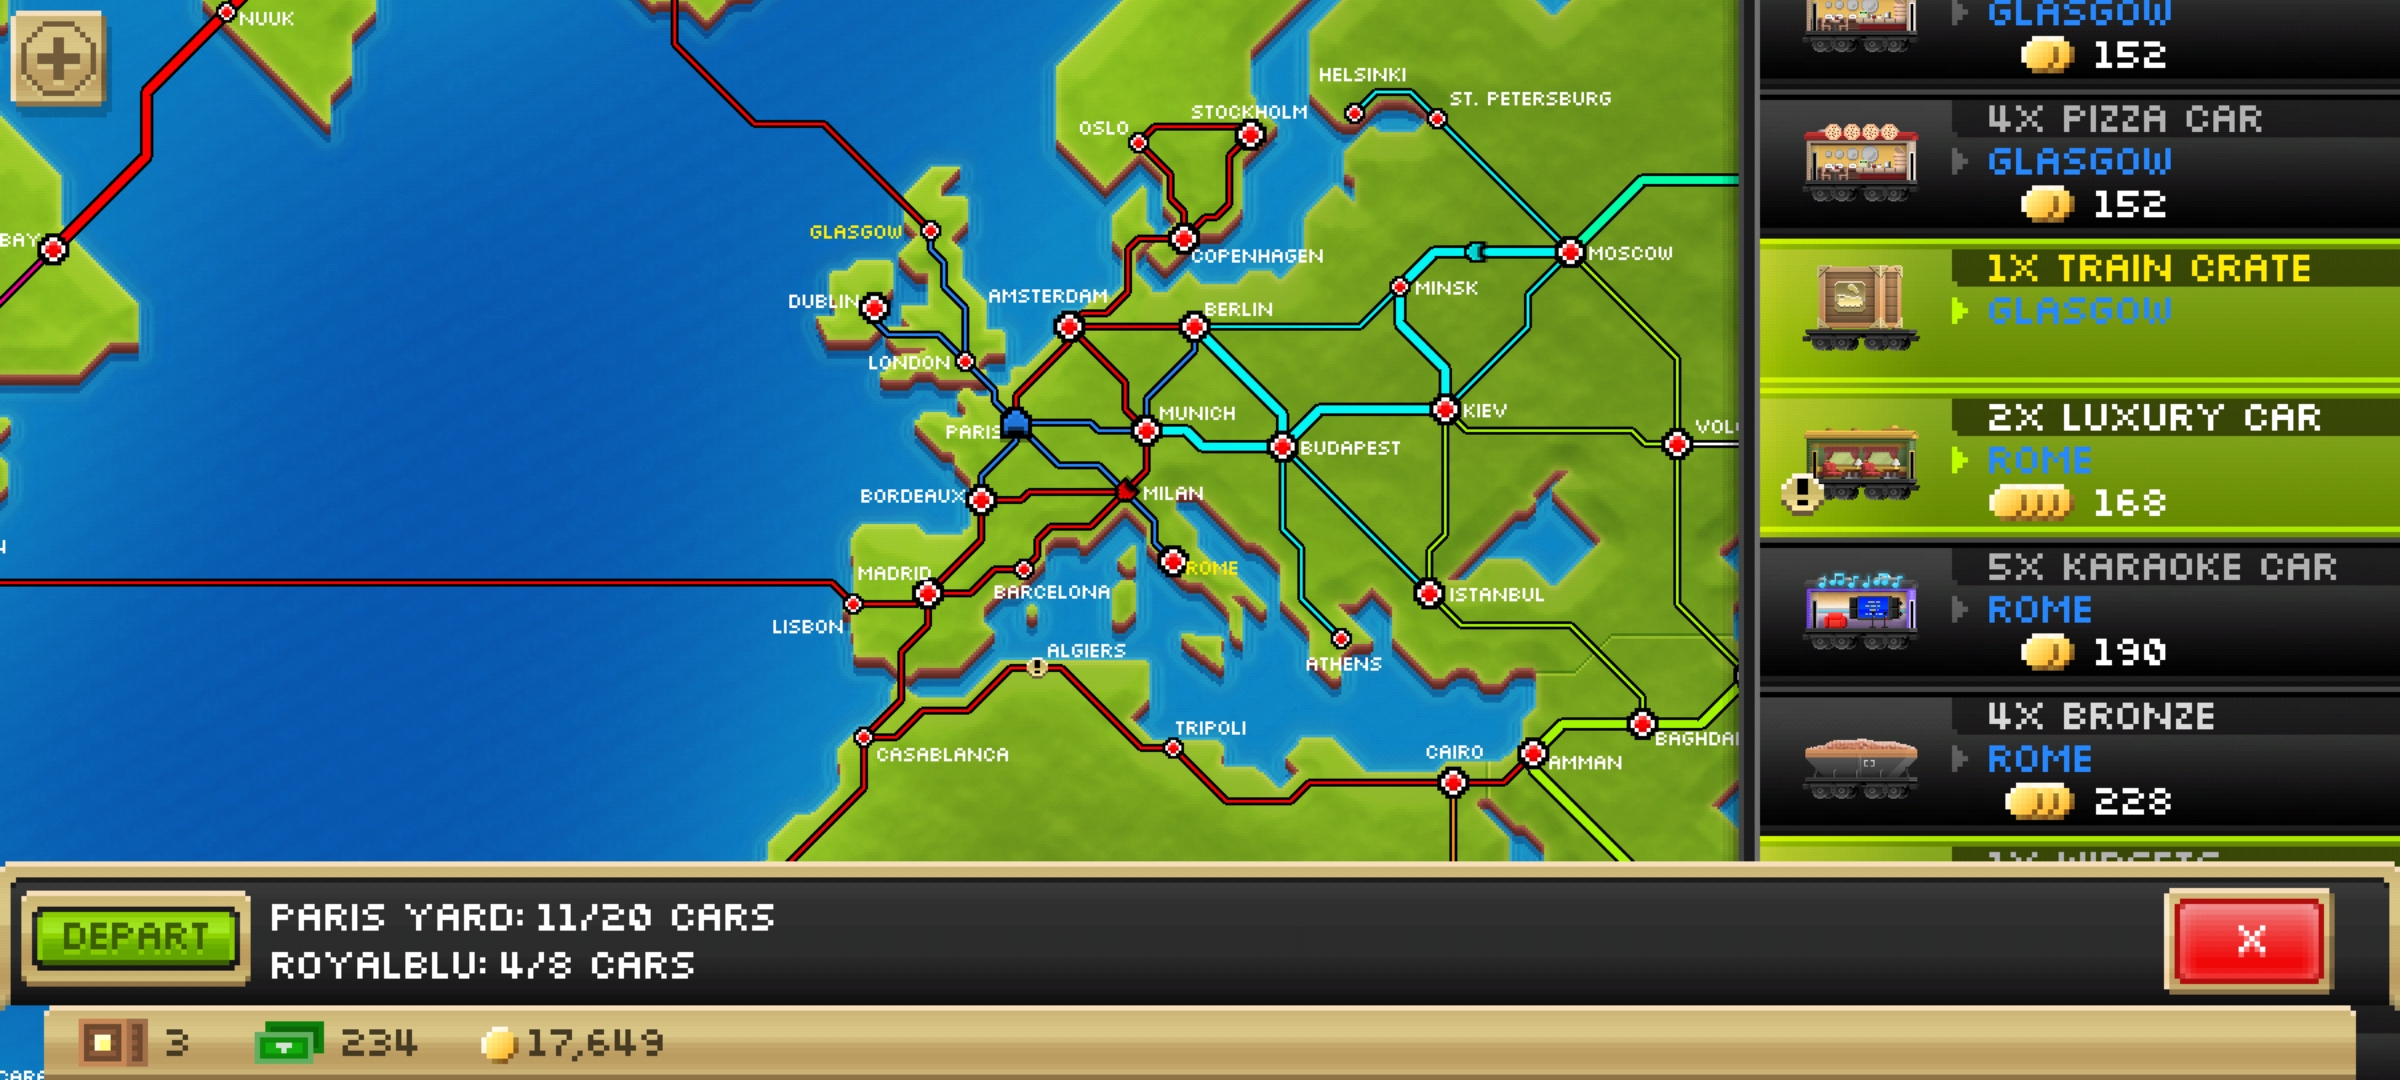 NUUK
BAY
HELSINKI
ST. PETERSBURG
STOCKHOLM
OSLO
GLASGOW
COPENHAGEN
MOSCOW
MINSK
DUBLIN
AMSTERDAM
BERLIN
LONDON
PARIS
MUNICH
KIEV
BUDAPEST
BORDEAUX
MILAN
ROME
MADRID
BARCELONA
ISTANBUL
LISBON
ATHENS
ALGIERS
TRIPOLI
CASABLANCA
CAIRO
AMMAN
GLASGOW
152
4X PIZZA CAR
GLASGOW
152
1X TRAIN CRATE
GLASGOW
2X LUXURY CAR
ROME
168
5X KARAOKE CAR
ROME
190
4X BRONZE
ROME
228
DEPART
PARIS YARD: 11/20 CARS
ROYALBLU: 4/8 CARS
X
3
234
17,649